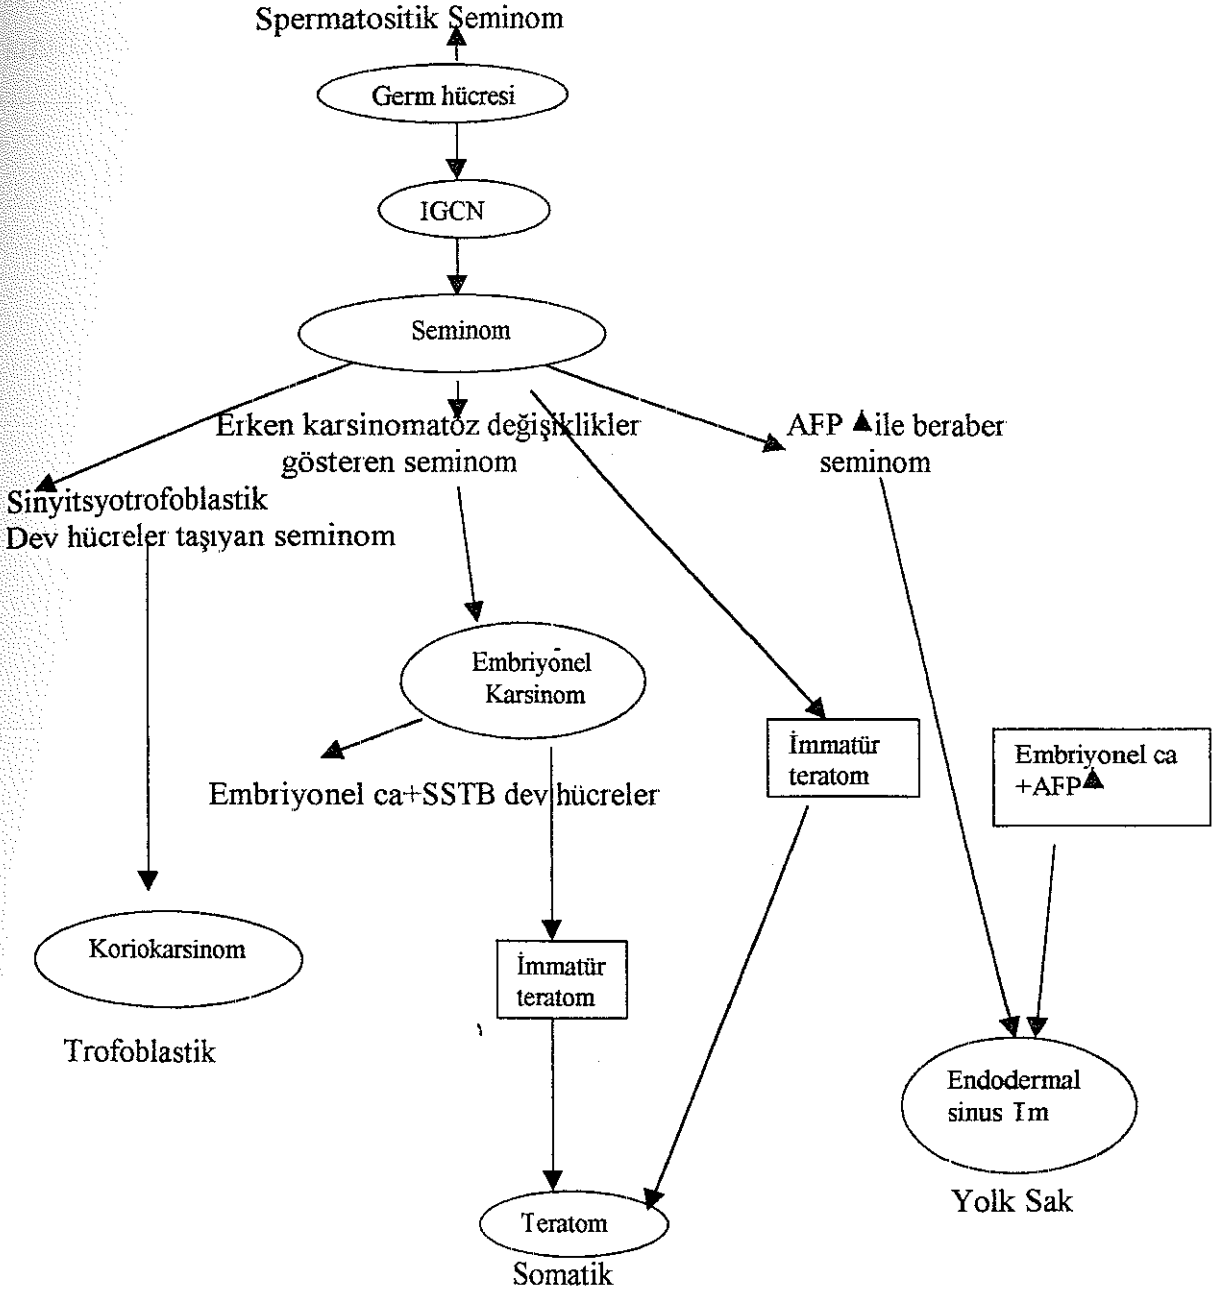 Spermatositik Seminom
Germ hücresi
IGCN
Seminom
Erken karsinomatöz değişiklikler
gösteren seminom
AFP ▲ ile beraber
seminom
Sinyitsyotrofoblastik
Dev hücreler taşıyan seminom
Embriyonel
Karsinom
Embriyonel ca+SSTB dev hücreler
İmmatür
teratom
Embriyonel ca
+AFP▲
Koriokarsinom
Trofoblastik
İmmatür
teratom
Endodermal
sinus Tm
Yolk Sak
Teratom
Somatik